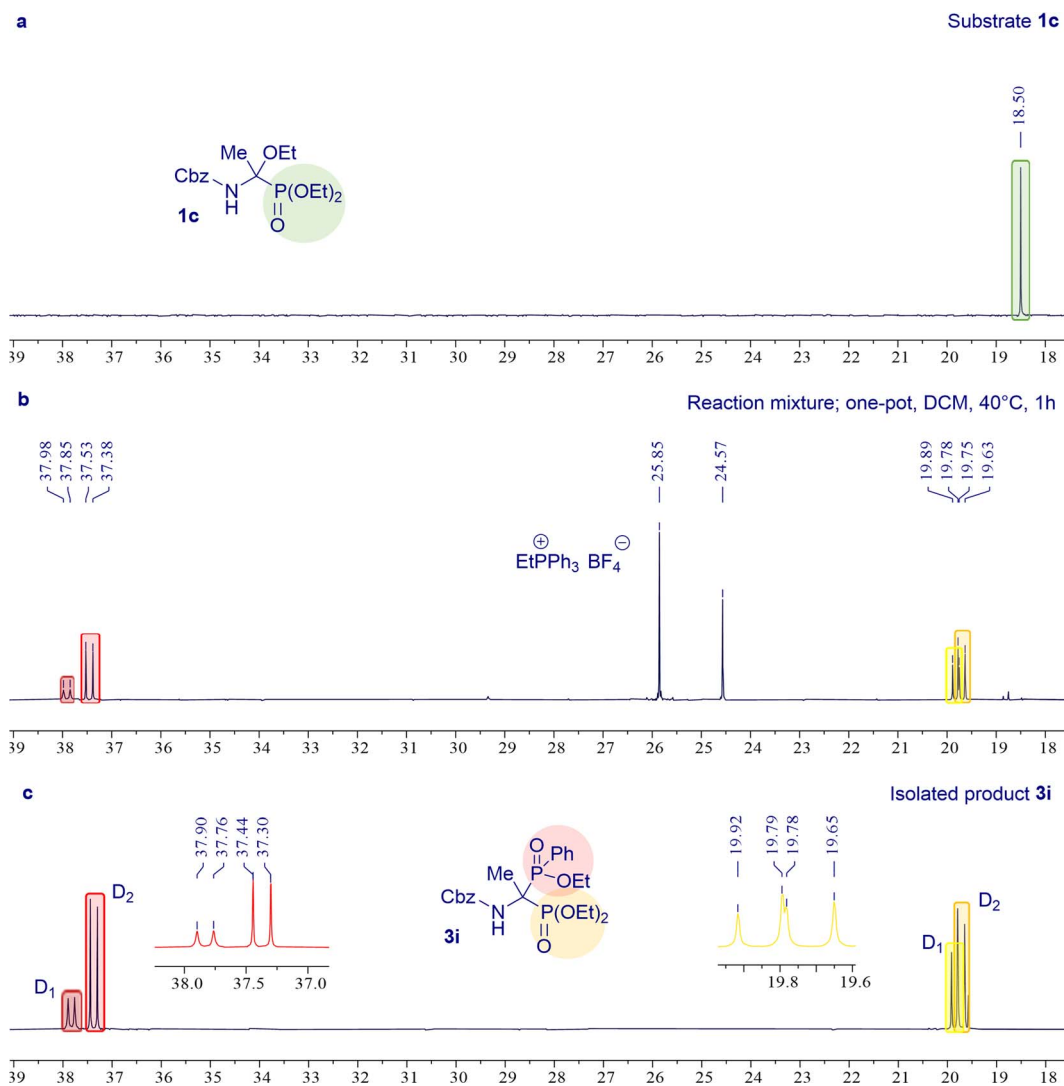 a
Substrate 1c
18.50
Me OEt
Cbz
N
H
P(OEt)2
O
1c
39 38 37 36 35 34 33 32 31 30 29 28 27 26 25 24 23 22 21 20 19 18
b
Reaction mixture; one-pot, DCM, 40°C, 1h
37.98
37.85
37.53
37.38
25.85
24.57
19.89
19.78
19.75
19.63
⊕ ⊖
EtPPh3 BF4
39 38 37 36 35 34 33 32 31 30 29 28 27 26 25 24 23 22 21 20 19 18
c
Isolated product 3i
37.90
37.76
37.44
37.30
19.92
19.79
19.78
19.65
O Ph
Me P
OEt
Cbz
N
H
P(OEt)2
O
3i
D1
D2
38.0 37.5 37.0
D1
D2
19.8 19.6
39 38 37 36 35 34 33 32 31 30 29 28 27 26 25 24 23 22 21 20 19 18